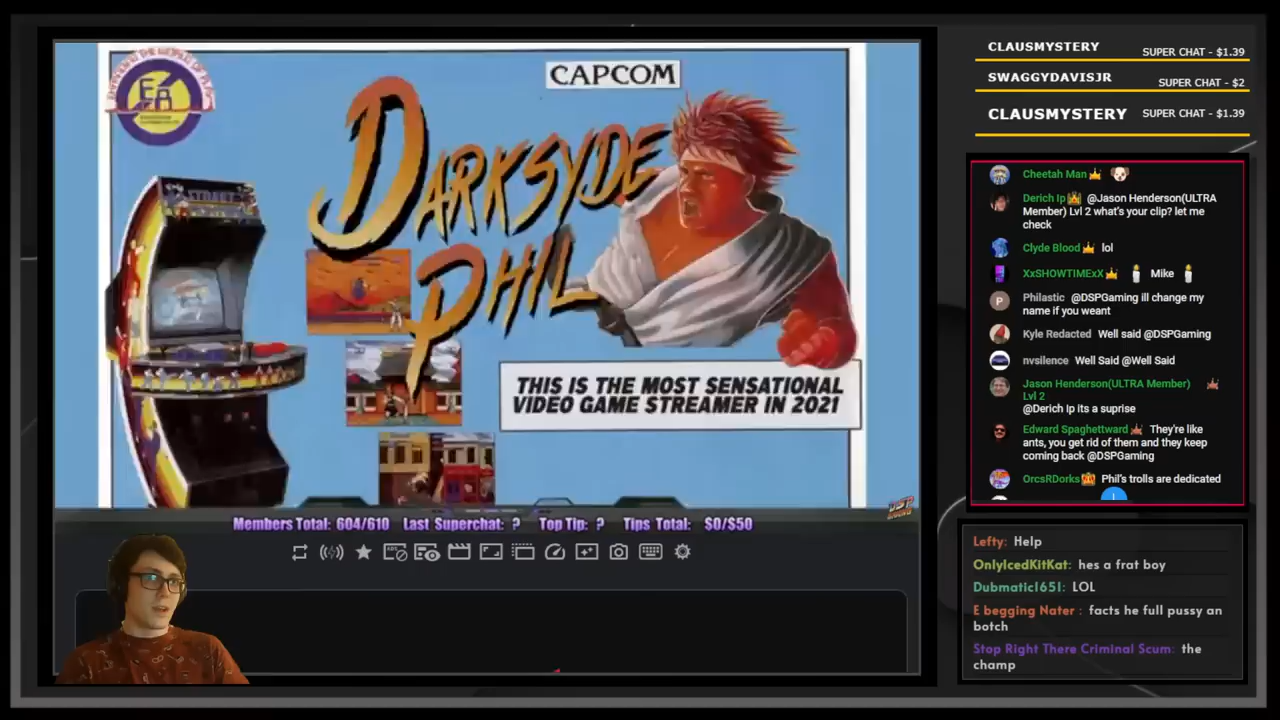 CAPCOM
DARKSYDE
PHIL
STREET
THIS IS THE MOST SENSATIONAL
VIDEO GAME STREAMER IN 2021
DSP
Members Total: 604/610 Last Superchat: ? Top Tip: ? Tips Total: $0/$50
CLAUSMYSTERY SUPER CHAT - $1.39
SWAGGYDAVISJR SUPER CHAT - $2
CLAUSMYSTERY SUPER CHAT - $1.39
Cheetah Man
Derich Ip @Jason Henderson(ULTRA
Member) Lvl 2 what's your clip? let me
check
Clyde Blood lol
XxSHOWTIMExX Mike
P Philastic @DSPGaming ill change my
name if you weant
Kyle Redacted Well said @DSPGaming
nvsilence Well Said @Well Said
Jason Henderson(ULTRA Member)
Lvl 2
@Derich Ip its a suprise
Edward Spaghettward They're like
ants, you get rid of them and they keep
coming back @DSPGaming
OrcsRDorks Phil's trolls are dedicated
Lefty: Help
OnlyIcedKitKat: hes a frat boy
Dubmatic1651: LOL
E begging Nater : facts he full pussy an
botch
Stop Right There Criminal Scum: the
champ